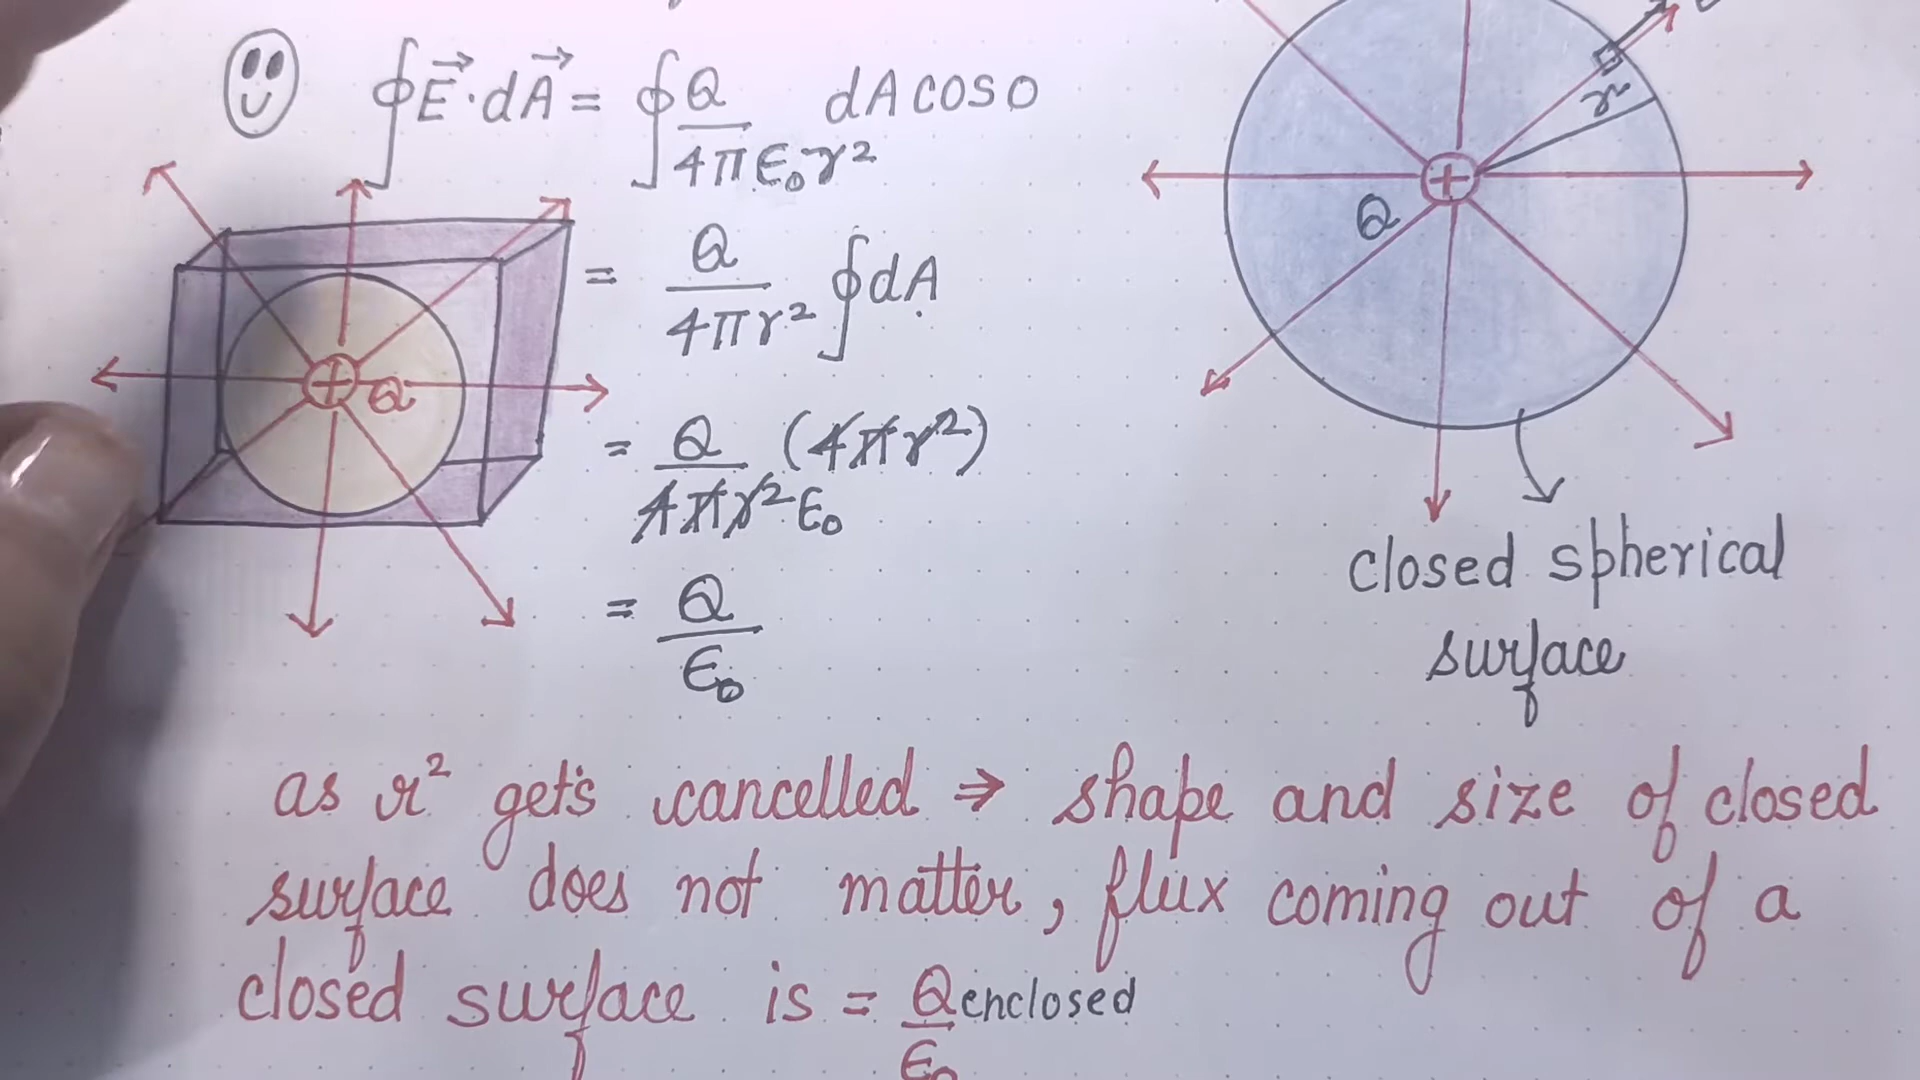 ∮E⃗·dA⃗ = ∮ Q/4πε₀r² dA cos0
= Q/4πr² ∮dA
= Q/4πr²ε₀ (4πr²)
= Q/ε₀
+ Q
+
Q
r
closed spherical
surface
as r² gets cancelled ⇒ shape and size of closed
surface does not matter, flux coming out of a
closed surface is = Qenclosed/ε₀